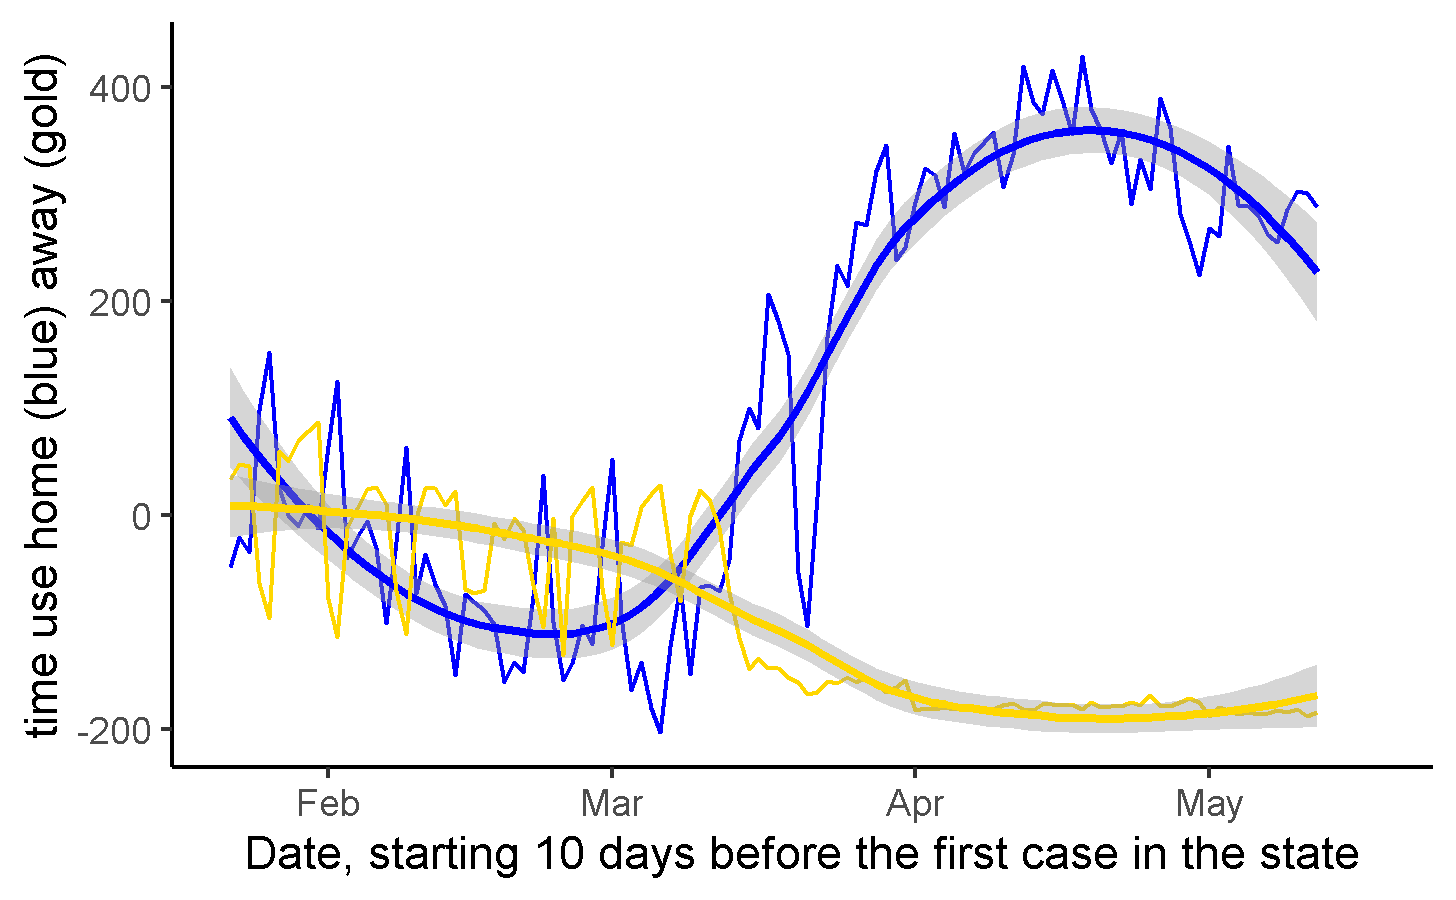 time use home (blue) away (gold)
400
200
0
-200
Feb Mar Apr May
Date, starting 10 days before the first case in the state